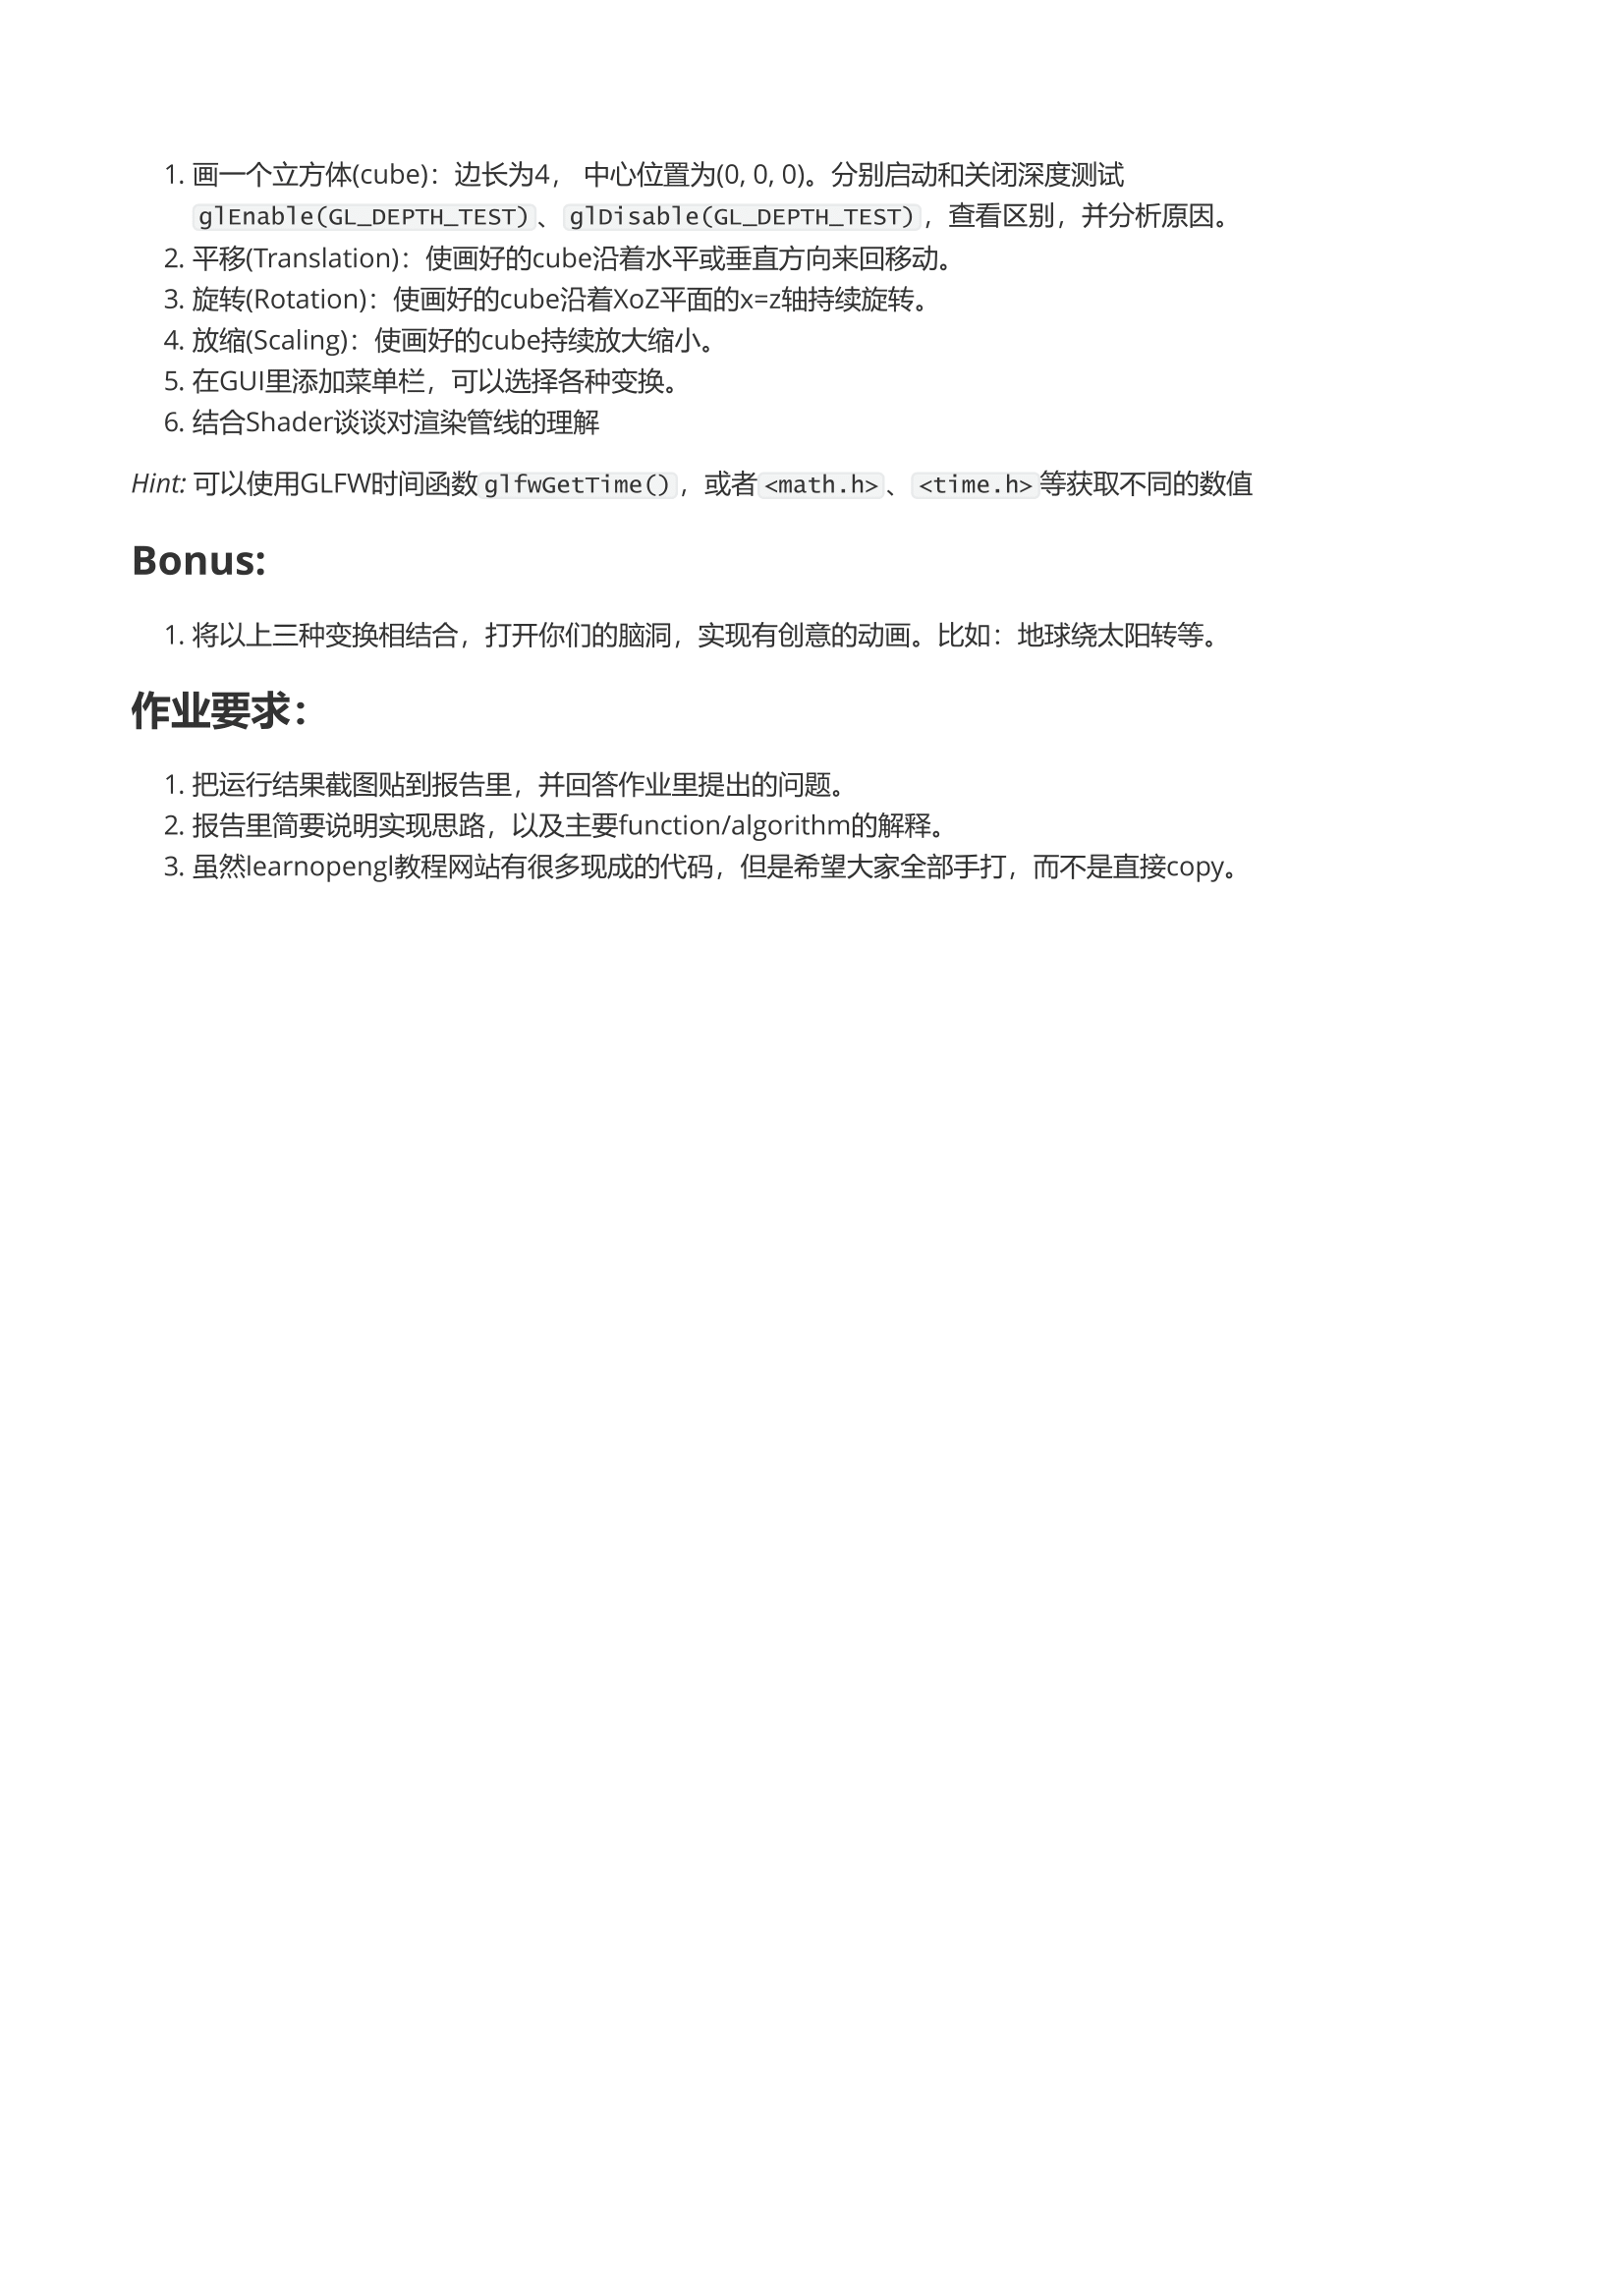 1. 画一个立方体(cube)：边长为4， 中心位置为(0, 0, 0)。分别启动和关闭深度测试
glEnable(GL_DEPTH_TEST)、glDisable(GL_DEPTH_TEST)，查看区别，并分析原因。
2. 平移(Translation)：使画好的cube沿着水平或垂直方向来回移动。
3. 旋转(Rotation)：使画好的cube沿着XoZ平面的x=z轴持续旋转。
4. 放缩(Scaling)：使画好的cube持续放大缩小。
5. 在GUI里添加菜单栏，可以选择各种变换。
6. 结合Shader谈谈对渲染管线的理解
Hint: 可以使用GLFW时间函数glfwGetTime()，或者<math.h>、<time.h>等获取不同的数值
Bonus:
1. 将以上三种变换相结合，打开你们的脑洞，实现有创意的动画。比如：地球绕太阳转等。
作业要求：
1. 把运行结果截图贴到报告里，并回答作业里提出的问题。
2. 报告里简要说明实现思路，以及主要function/algorithm的解释。
3. 虽然learnopengl教程网站有很多现成的代码，但是希望大家全部手打，而不是直接copy。